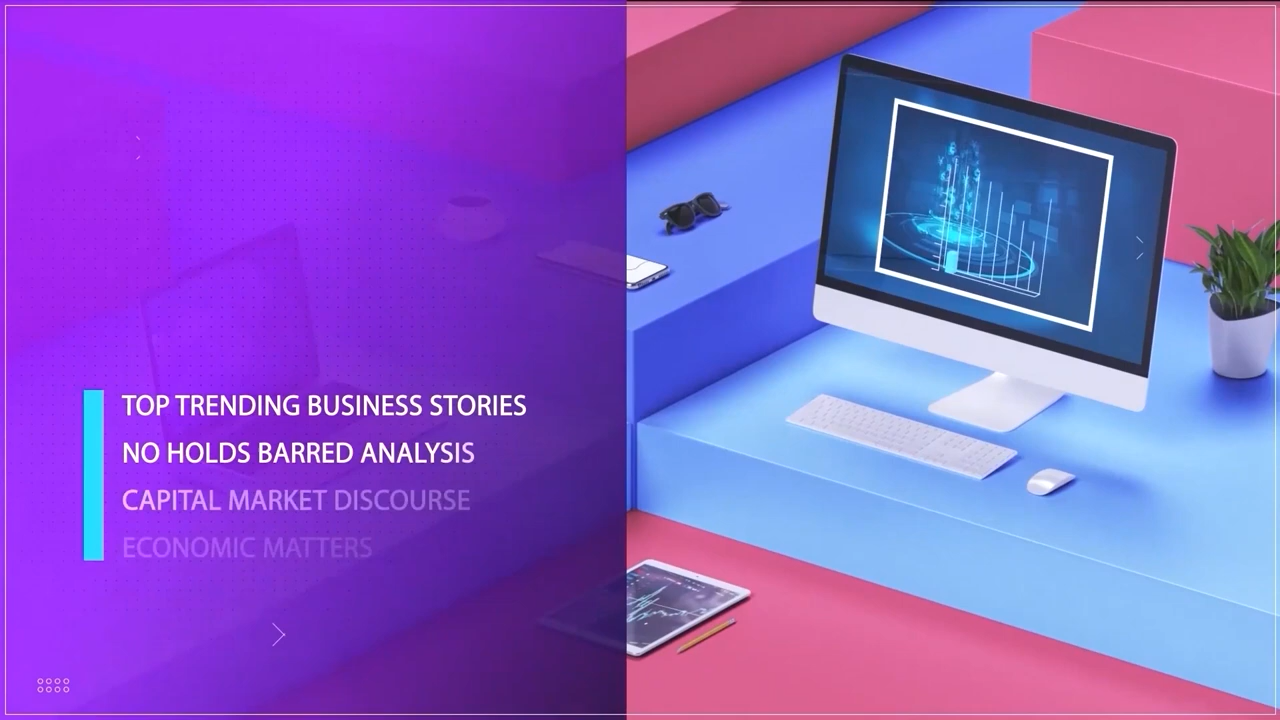 TOP TRENDING BUSINESS STORIES
NO HOLDS BARRED ANALYSIS
CAPITAL MARKET DISCOURSE
ECONOMIC MATTERS